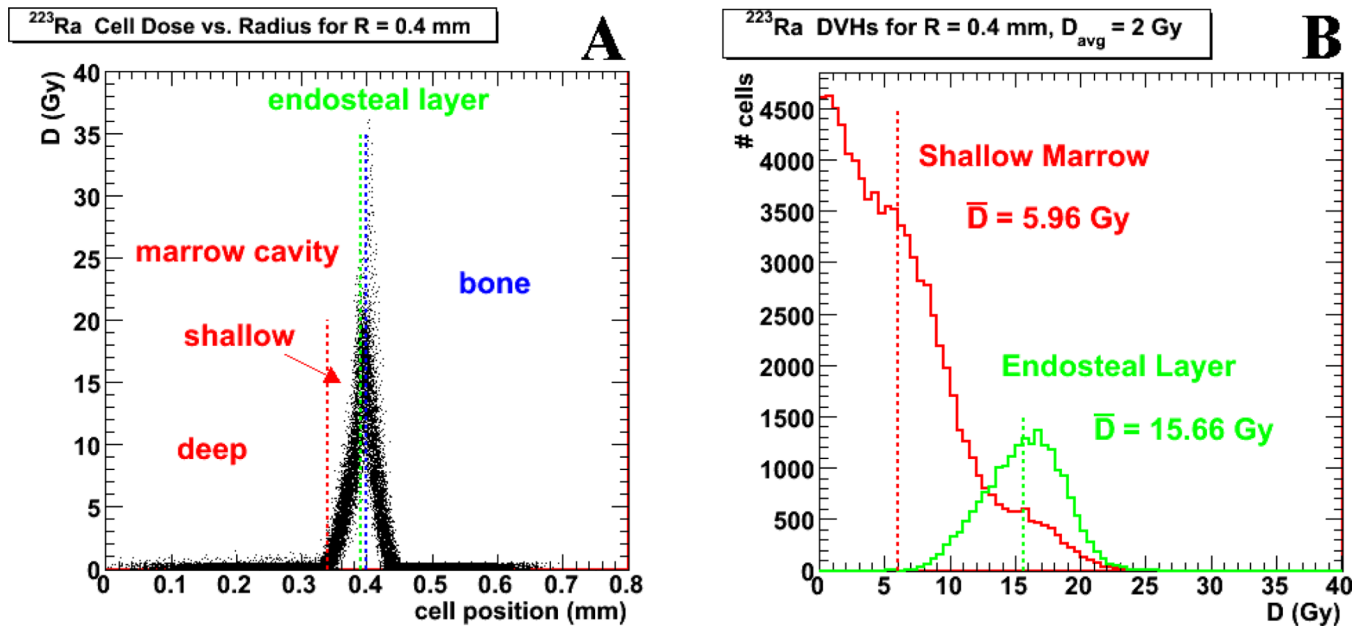 ²²³Ra Cell Dose vs. Radius for R = 0.4 mm
A
D (Gy)
40
35
30
25
20
15
10
5
0
endosteal layer
marrow cavity
bone
shallow
deep
0 0.1 0.2 0.3 0.4 0.5 0.6 0.7 0.8
cell position (mm)
²²³Ra DVHs for R = 0.4 mm, D_avg = 2 Gy
B
# cells
4500
4000
3500
3000
2500
2000
1500
1000
500
0
Shallow Marrow
D̅ = 5.96 Gy
Endosteal Layer
D̅ = 15.66 Gy
0 5 10 15 20 25 30 35 40
D (Gy)